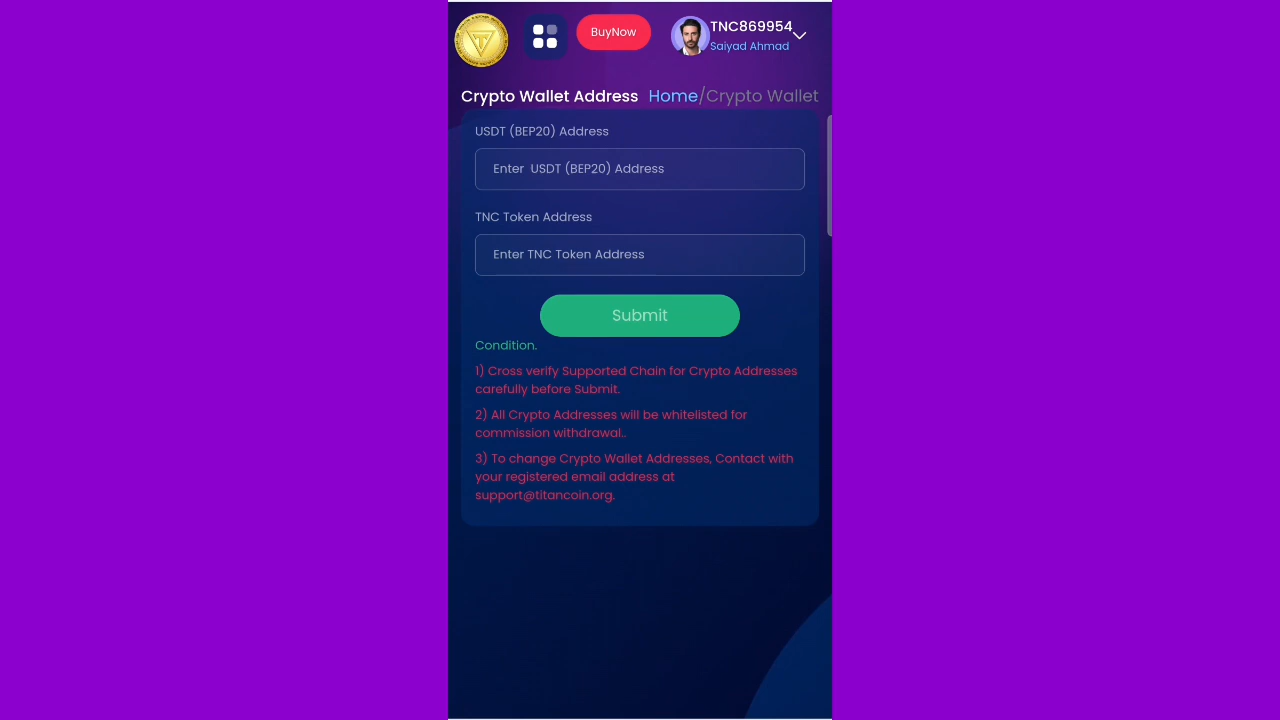 BuyNow
TNC869954
Saiyad Ahmad
Crypto Wallet Address Home/Crypto Wallet
USDT (BEP20) Address
Enter USDT (BEP20) Address
TNC Token Address
Enter TNC Token Address
Submit
Condition.
1) Cross verify Supported Chain for Crypto Addresses
carefully before Submit.
2) All Crypto Addresses will be whitelisted for
commission withdrawal..
3) To change Crypto Wallet Addresses, Contact with
your registered email address at
support@titancoin.org.